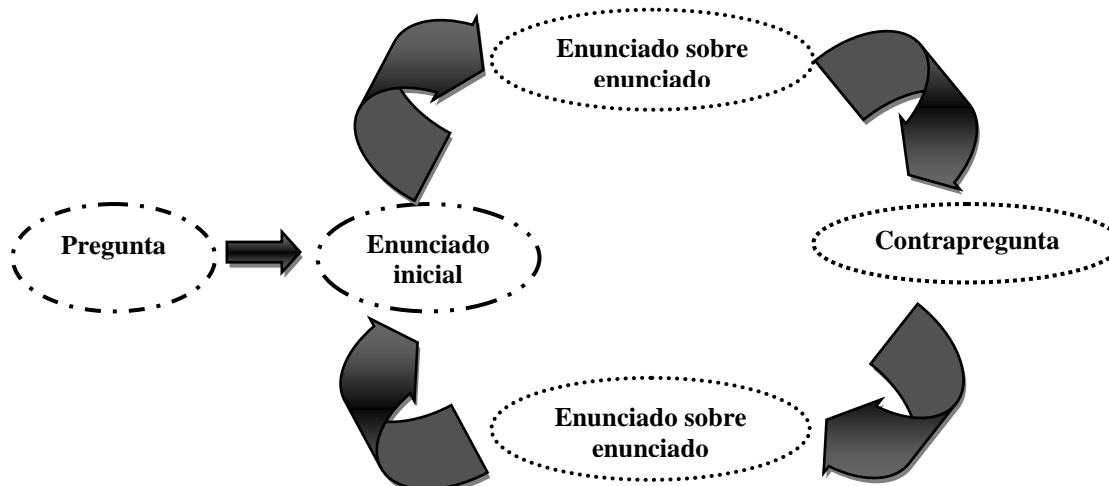 Enunciado sobre
enunciado
Pregunta
Enunciado
inicial
Contrapregunta
Enunciado sobre
enunciado